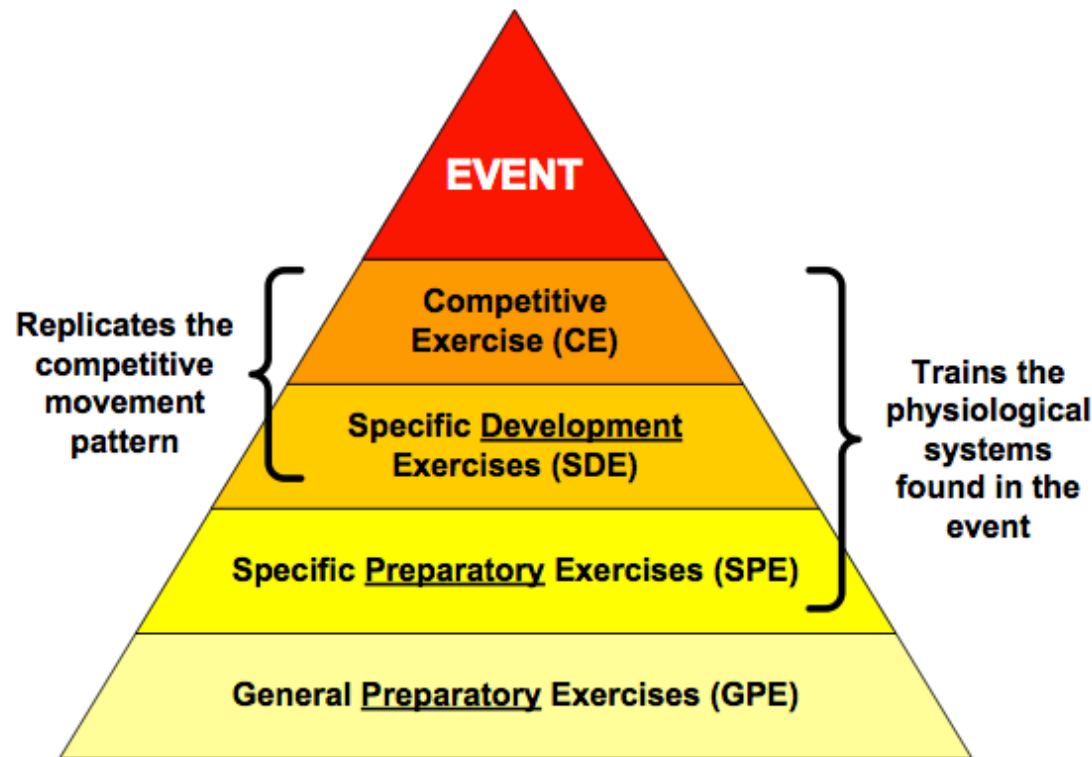 EVENT
Competitive
Exercise (CE)
Replicates the
competitive
movement
pattern
Specific Development
Exercises (SDE)
Trains the
physiological
systems
found in the
event
Specific Preparatory Exercises (SPE)
General Preparatory Exercises (GPE)